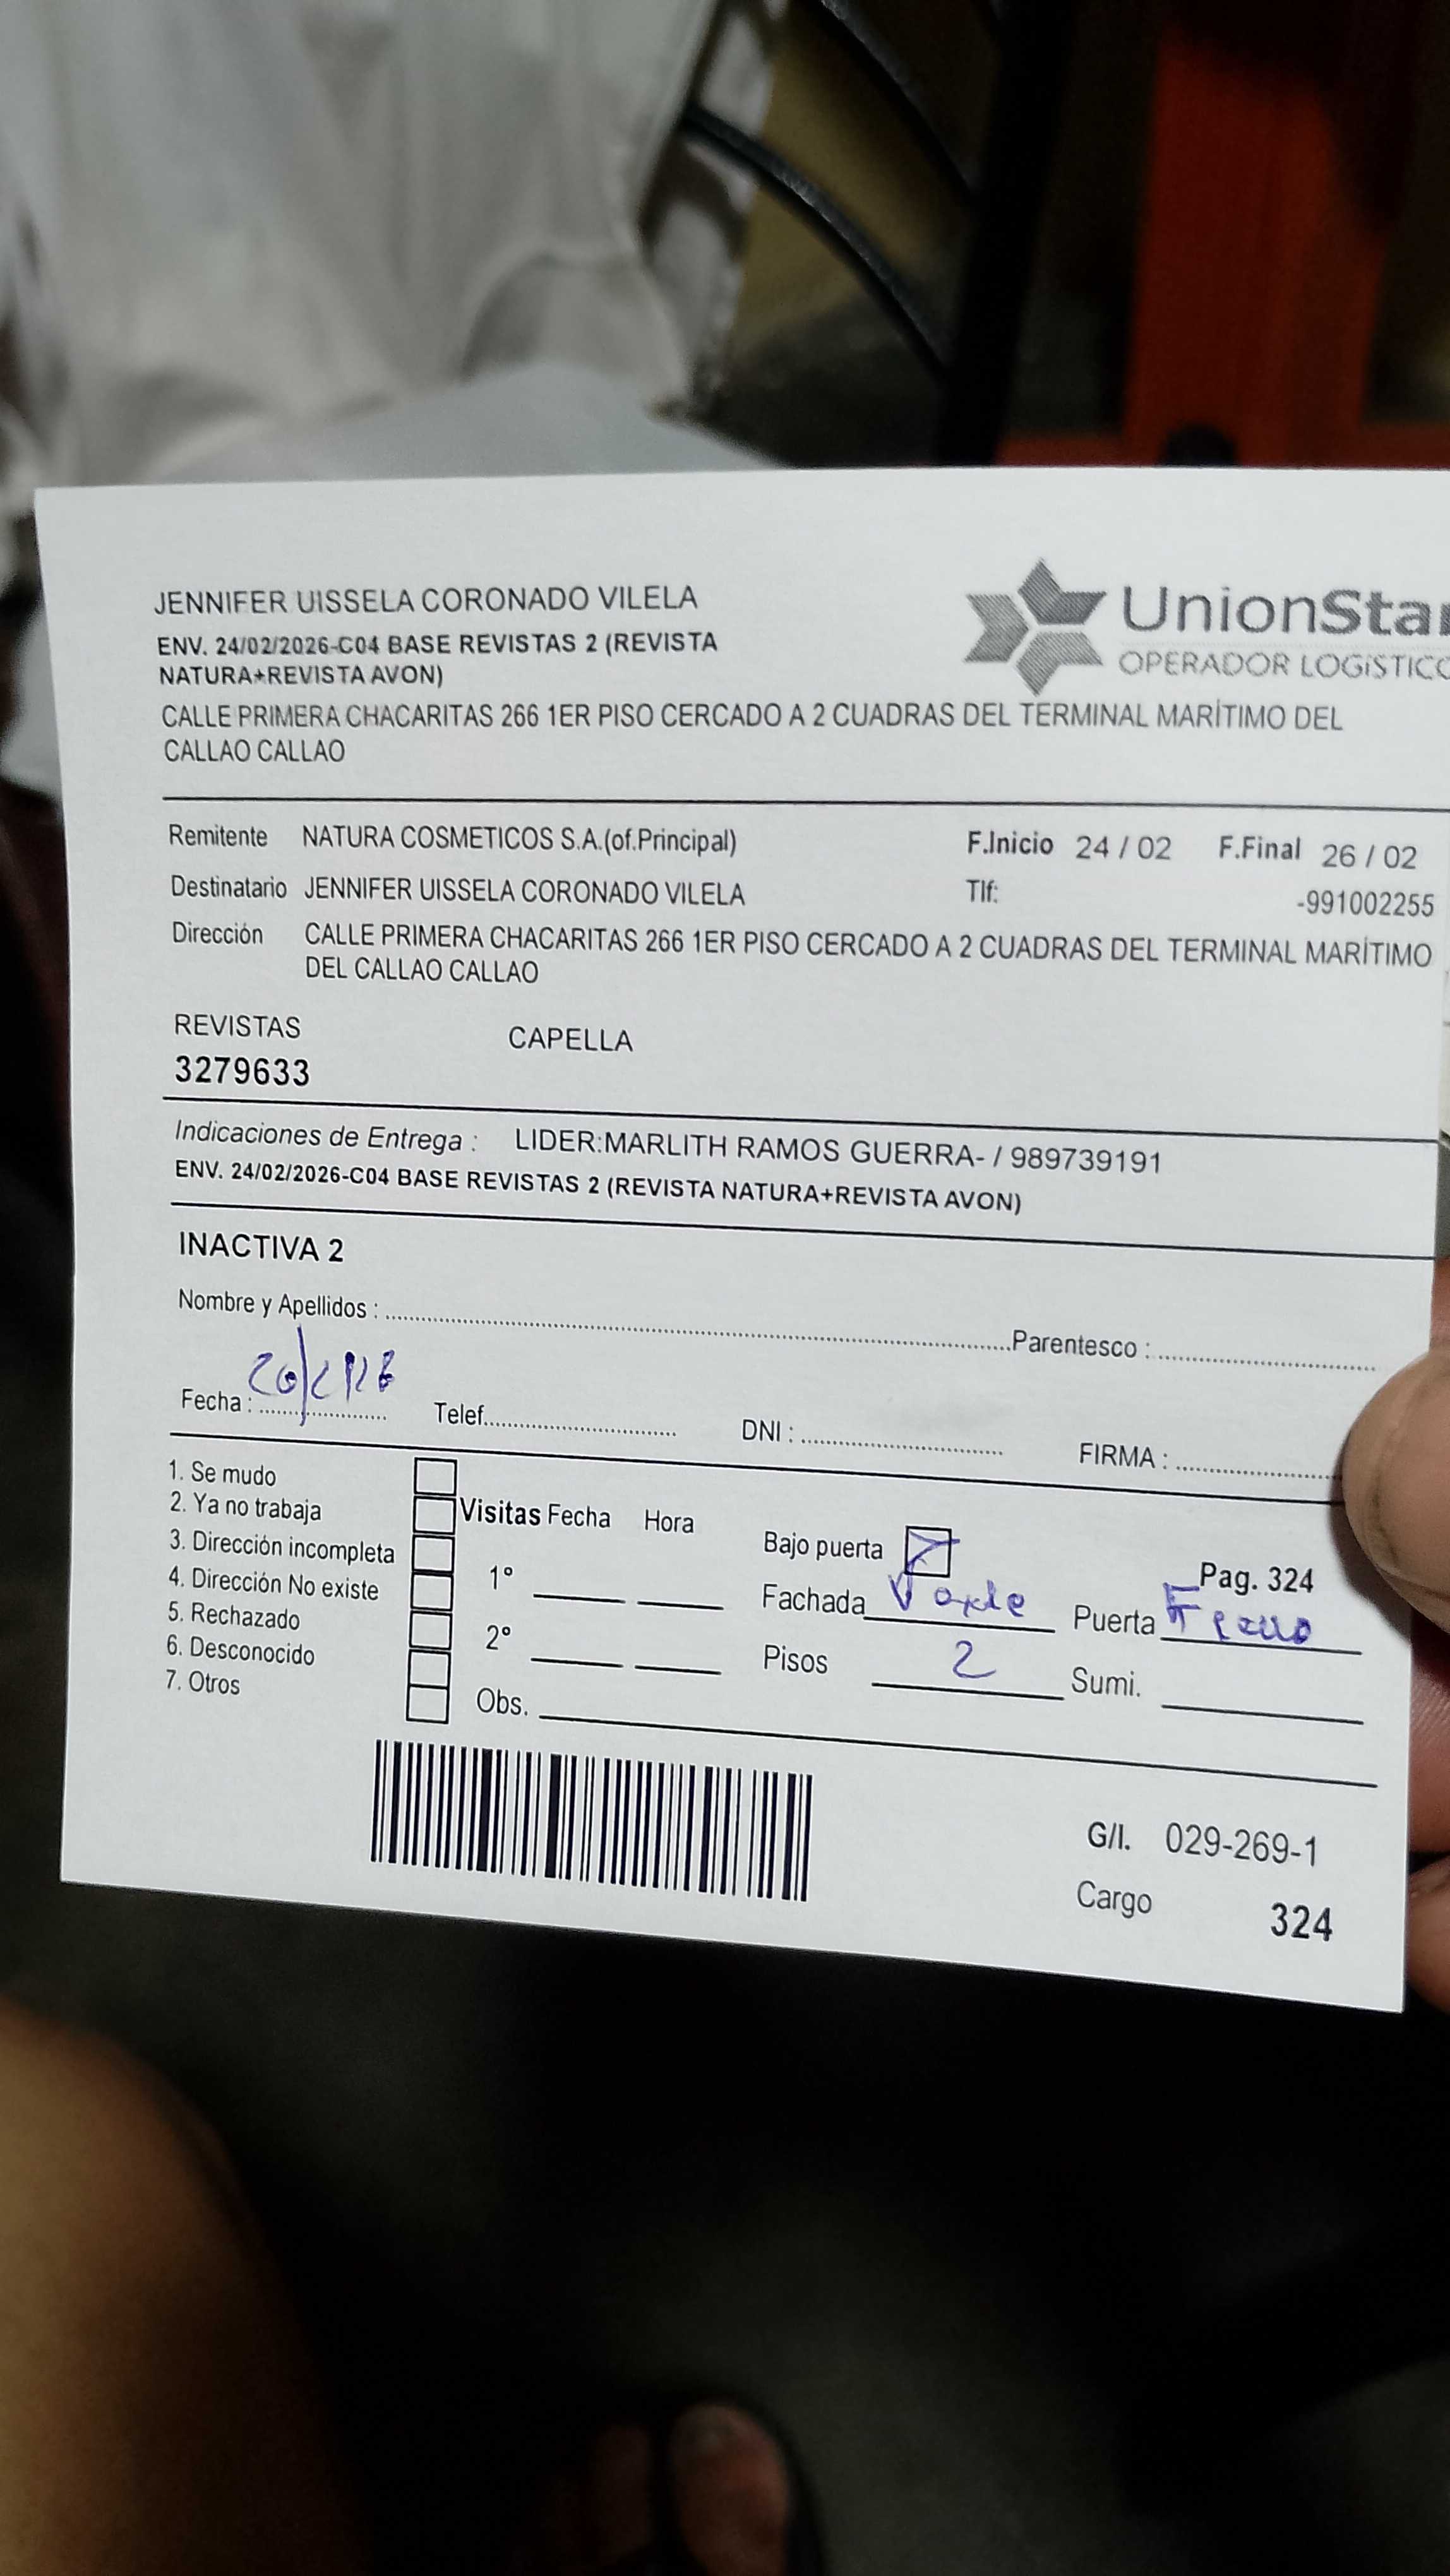 JENNIFER UISSELA CORONADO VILELA
ENV. 24/02/2026-C04 BASE REVISTAS 2 (REVISTA
NATURA+REVISTA AVON)
CALLE PRIMERA CHACARITAS 266 1ER PISO CERCADO A 2 CUADRAS DEL TERMINAL MARÍTIMO DEL
CALLAO CALLAO
UnionStar
OPERADOR LOGíSTICO
Remitente NATURA COSMETICOS S.A.(of.Principal) F.Inicio 24 / 02 F.Final 26 / 02
Destinatario JENNIFER UISSELA CORONADO VILELA Tlf: -991002255
Dirección CALLE PRIMERA CHACARITAS 266 1ER PISO CERCADO A 2 CUADRAS DEL TERMINAL MARÍTIMO
DEL CALLAO CALLAO
REVISTAS CAPELLA
3279633
Indicaciones de Entrega : LIDER:MARLITH RAMOS GUERRA- / 989739191
ENV. 24/02/2026-C04 BASE REVISTAS 2 (REVISTA NATURA+REVISTA AVON)
INACTIVA 2
Nombre y Apellidos : Parentesco :
Fecha : Telef. DNI : FIRMA :
1. Se mudo
2. Ya no trabaja
3. Dirección incompleta
4. Dirección No existe
5. Rechazado
6. Desconocido
7. Otros
Visitas Fecha Hora
1°
2°
Obs.
Bajo puerta
Pag. 324
Fachada Puerta
Pisos 2 Sumi.
G/I. 029-269-1
Cargo 324